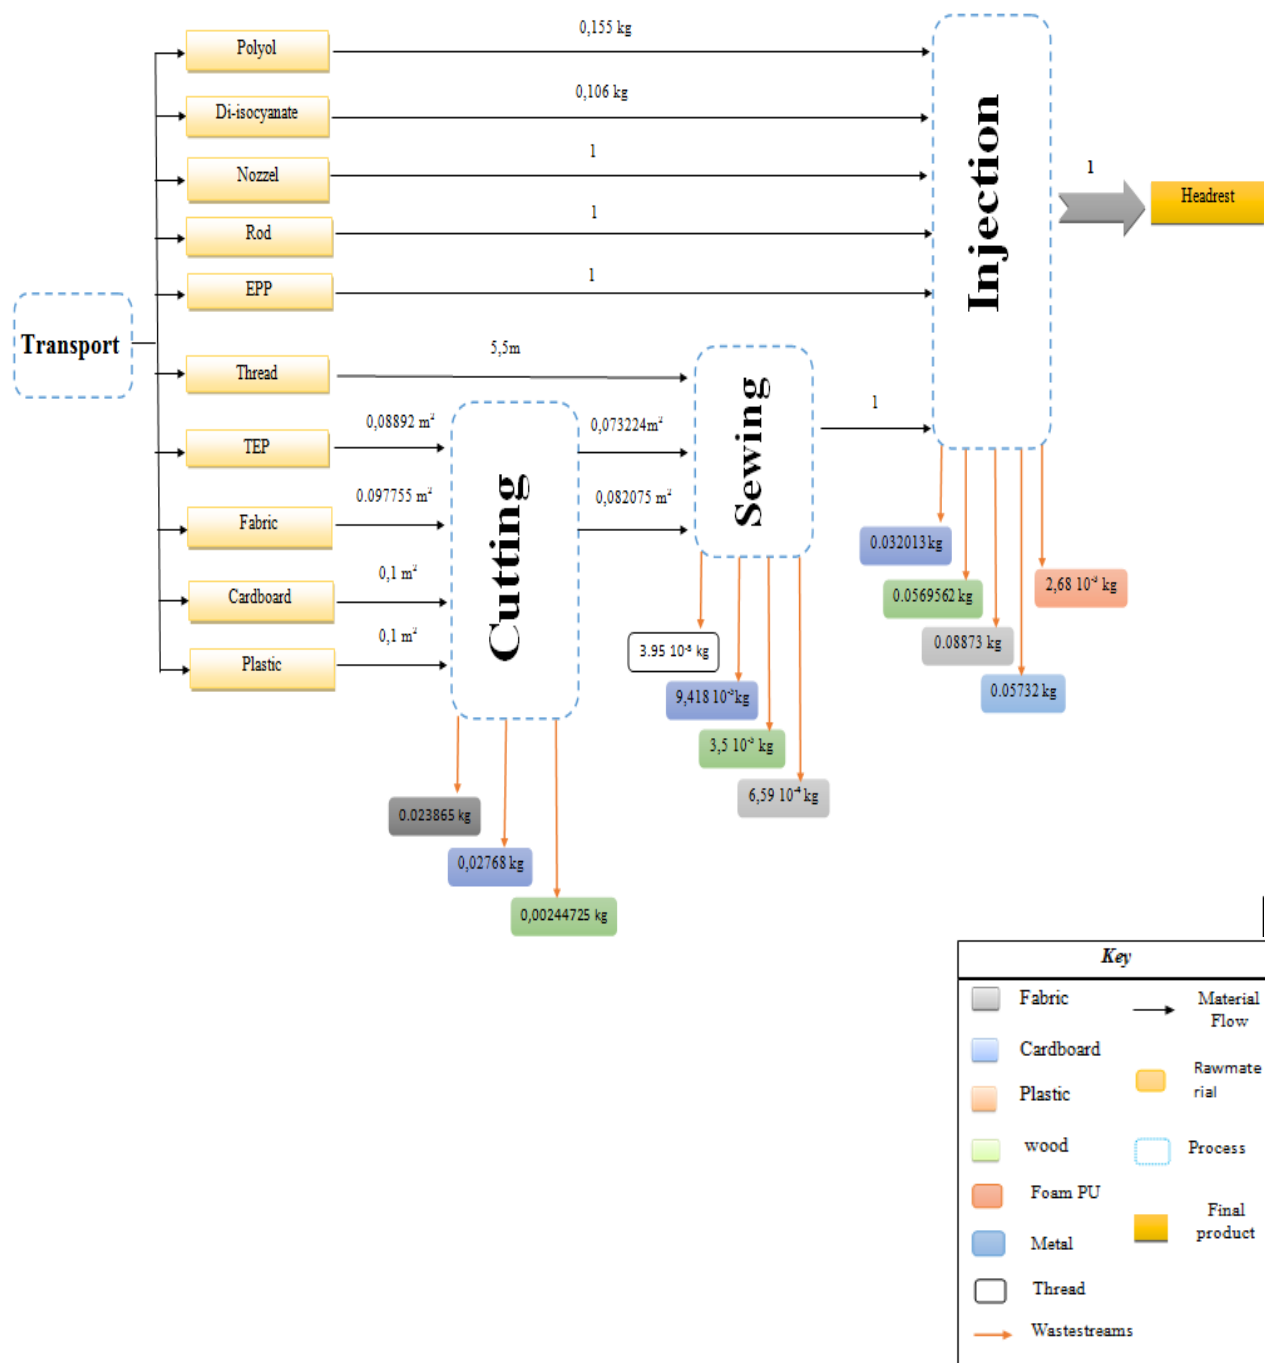 Polyol
0,155 kg
Di-isocyanate
0,106 kg
Nozzel
1
Rod
1
EPP
1
Injection
1
Headrest
Transport
Thread
5,5m
TEP
0,08892 m²
0,073224m²
Fabric
0.097755 m²
0,082075 m²
Cardboard
0,1 m²
Plastic
0,1 m²
Cutting
Sewing
1
0.032013kg
0.0569562 kg
0.08873 kg
0.05732 kg
2,68 10⁻³ kg
3.95 10⁻⁵ kg
9,418 10⁻³kg
3,5 10⁻³ kg
6,59 10⁻⁴ kg
0.023865 kg
0,02768 kg
0,00244725 kg
Key
Fabric
Cardboard
Plastic
wood
Foam PU
Metal
Thread
Wastestreams
Material
Flow
Rawmate
rial
Process
Final
product